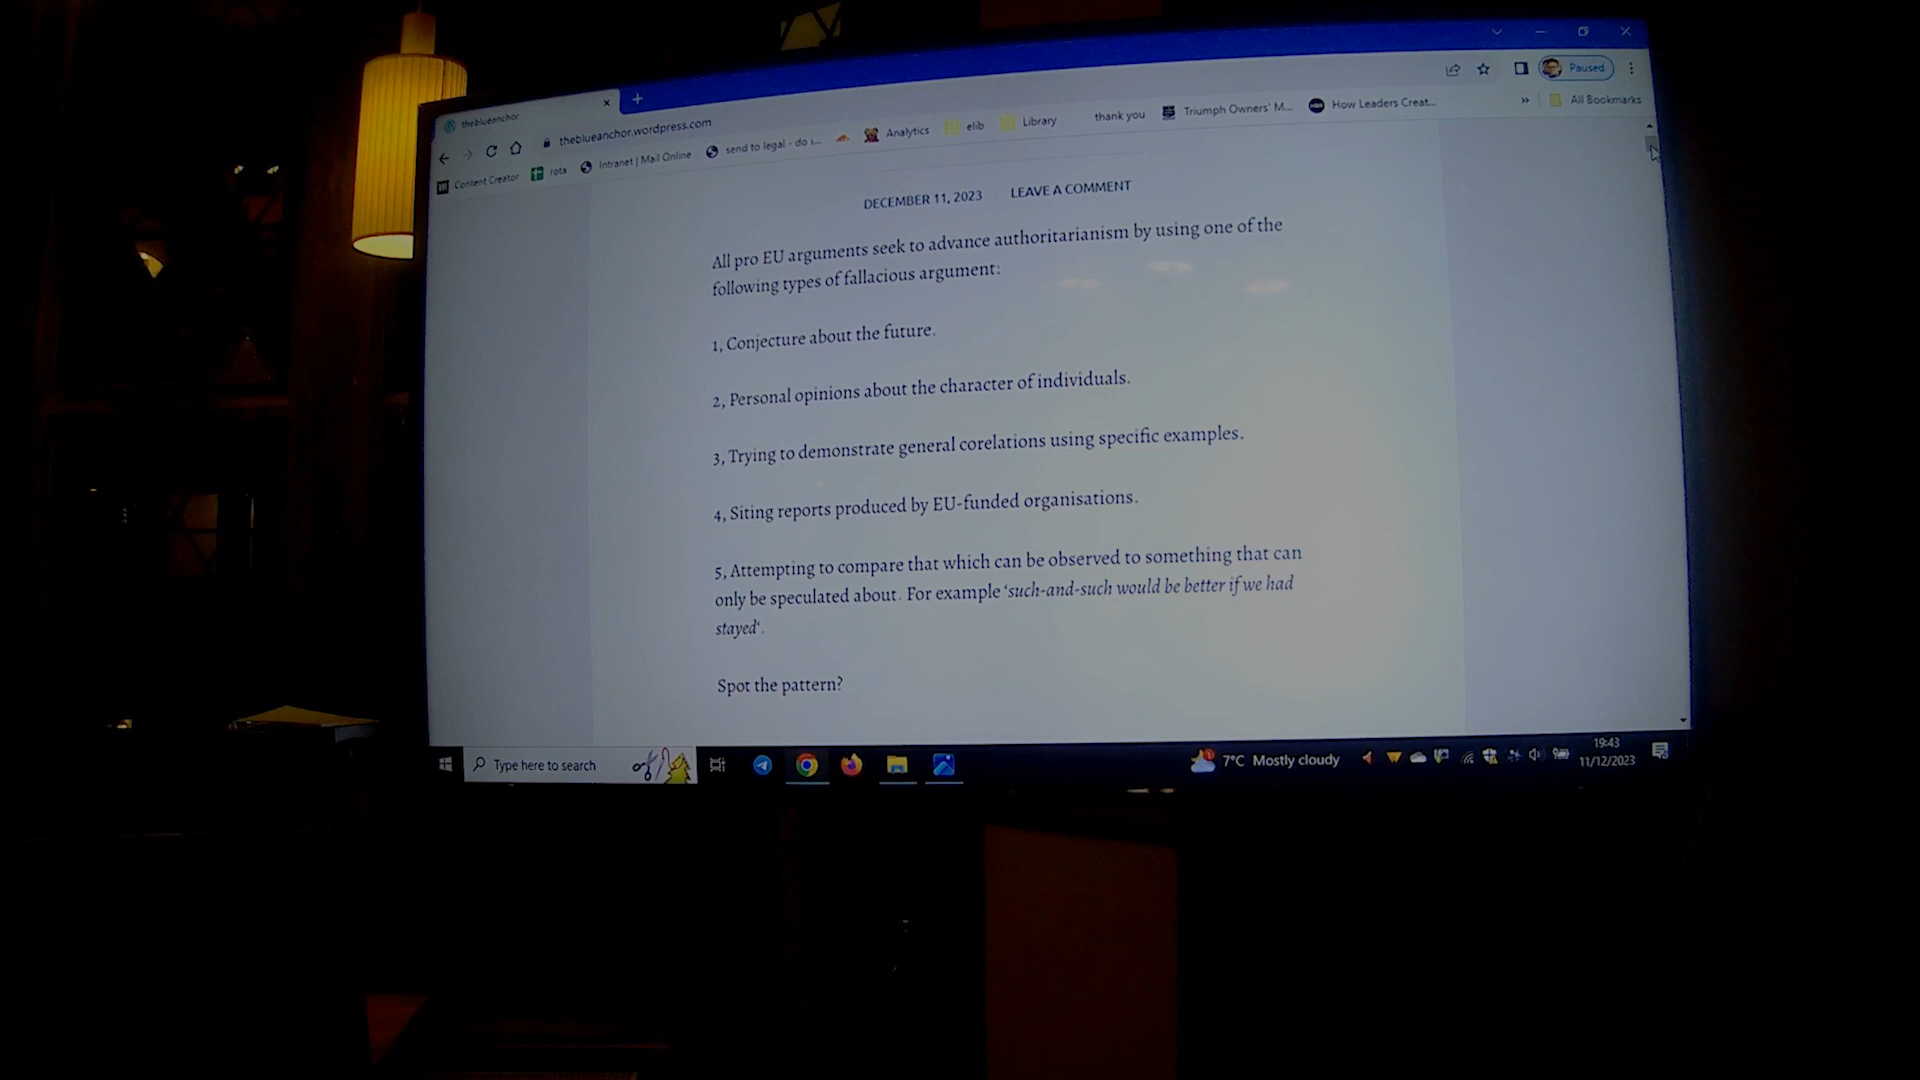 theblueanchor
theblueanchor.wordpress.com
Paused
Content Creator
rota
Intranet | Mail Online
send to legal - do i...
Analytics
elib
Library
thank you
Triumph Owners' M...
How Leaders Creat...
All Bookmarks
DECEMBER 11, 2023 LEAVE A COMMENT
All pro EU arguments seek to advance authoritarianism by using one of the
following types of fallacious argument:
1, Conjecture about the future.
2, Personal opinions about the character of individuals.
3, Trying to demonstrate general corelations using specific examples.
4, Siting reports produced by EU-funded organisations.
5, Attempting to compare that which can be observed to something that can
only be speculated about. For example ‘such-and-such would be better if we had
stayed‘.
Spot the pattern?
Type here to search
7°C Mostly cloudy
19:43
11/12/2023